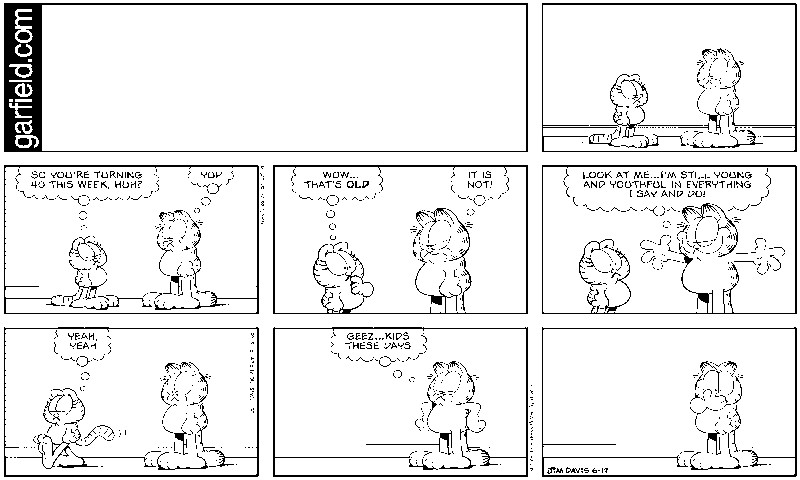 garfield.com
SO YOU'RE TURNING
40 THIS WEEK, HUH?
YUP
WOW...
THAT'S OLD
IT IS
NOT!
LOOK AT ME...I'M STILL YOUNG
AND YOUTHFUL IN EVERYTHING
I SAY AND DO!
YEAH,
YEAH
GEEZ...KIDS
THESE DAYS
JIM DAVIS 6-17